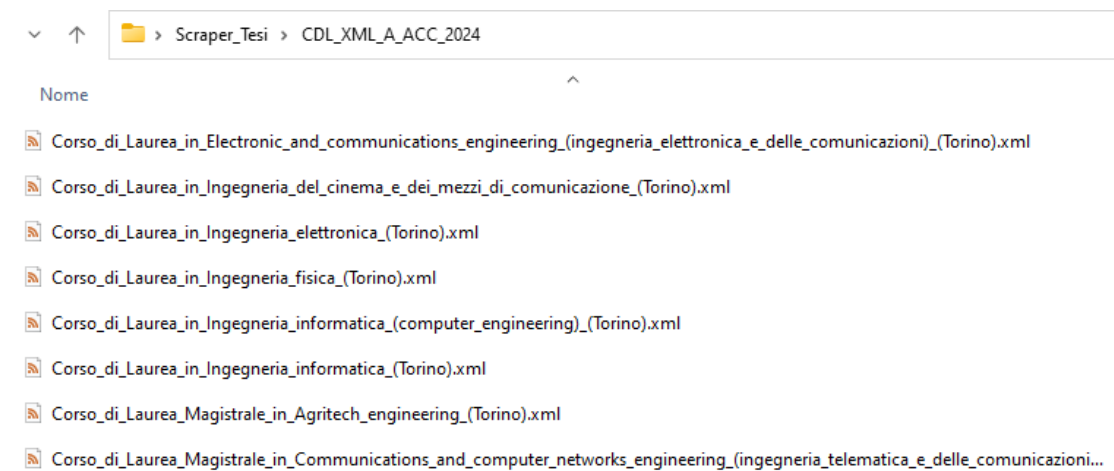 Scraper_Tesi > CDL_XML_A_ACC_2024
Nome
Corso_di_Laurea_in_Electronic_and_communications_engineering_(ingegneria_elettronica_e_delle_comunicazioni)_(Torino).xml
Corso_di_Laurea_in_Ingegneria_del_cinema_e_dei_mezzi_di_comunicazione_(Torino).xml
Corso_di_Laurea_in_Ingegneria_elettronica_(Torino).xml
Corso_di_Laurea_in_Ingegneria_fisica_(Torino).xml
Corso_di_Laurea_in_Ingegneria_informatica_(computer_engineering)_(Torino).xml
Corso_di_Laurea_in_Ingegneria_informatica_(Torino).xml
Corso_di_Laurea_Magistrale_in_Agritech_engineering_(Torino).xml
Corso_di_Laurea_Magistrale_in_Communications_and_computer_networks_engineering_(ingegneria_telematica_e_delle_comunicazioni...